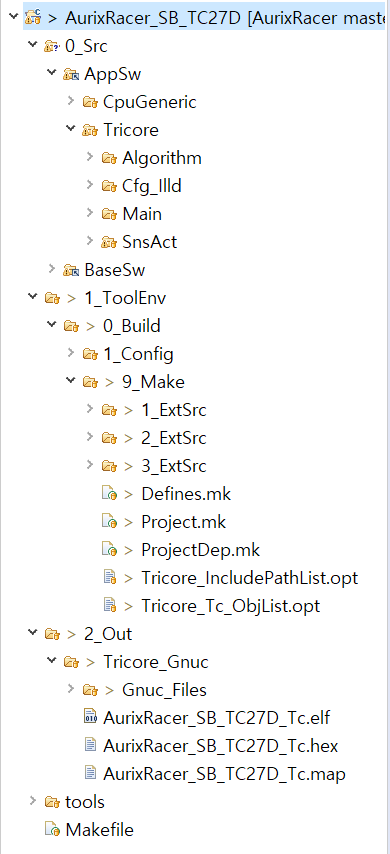 > AurixRacer_SB_TC27D [AurixRacer maste
0_Src
AppSw
CpuGeneric
Tricore
Algorithm
Cfg_Illd
Main
SnsAct
BaseSw
> 1_ToolEnv
> 0_Build
1_Config
> 9_Make
> 1_ExtSrc
> 2_ExtSrc
> 3_ExtSrc
> Defines.mk
> Project.mk
> ProjectDep.mk
> Tricore_IncludePathList.opt
> Tricore_Tc_ObjList.opt
> 2_Out
> Tricore_Gnuc
> Gnuc_Files
AurixRacer_SB_TC27D_Tc.elf
AurixRacer_SB_TC27D_Tc.hex
AurixRacer_SB_TC27D_Tc.map
tools
Makefile